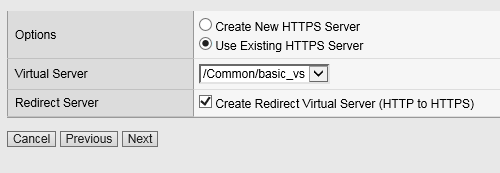 Options
Create New HTTPS Server
Use Existing HTTPS Server
Virtual Server
/Common/basic_vs
Redirect Server
Create Redirect Virtual Server (HTTP to HTTPS)
Cancel Previous Next